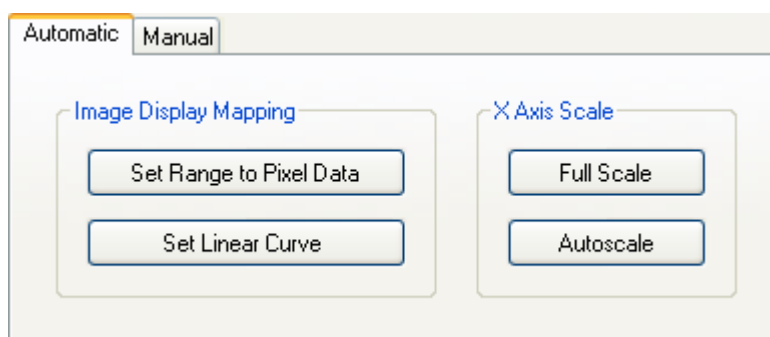 Automatic Manual
Image Display Mapping
Set Range to Pixel Data
Set Linear Curve
X Axis Scale
Full Scale
Autoscale